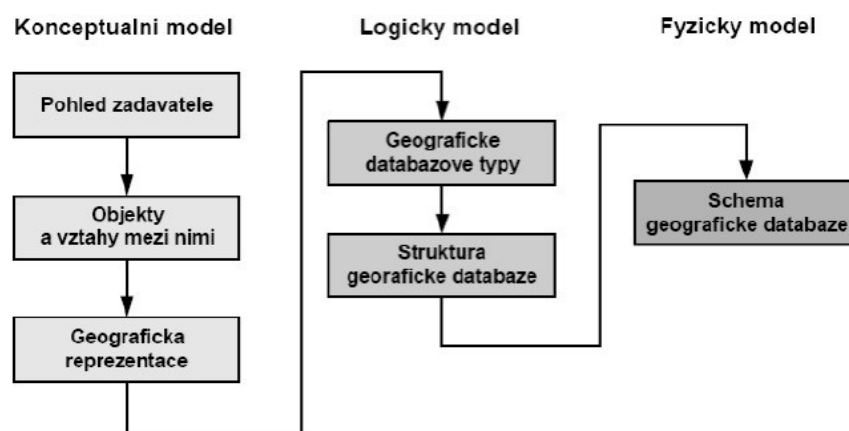 Konceptualni model
Logicky model
Fyzicky model
Pohled zadavatele
Objekty
a vztahy mezi nimi
Geograficka
reprezentace
Geograficke
databazove typy
Struktura
georaficke databaze
Schema
geograficke databaze